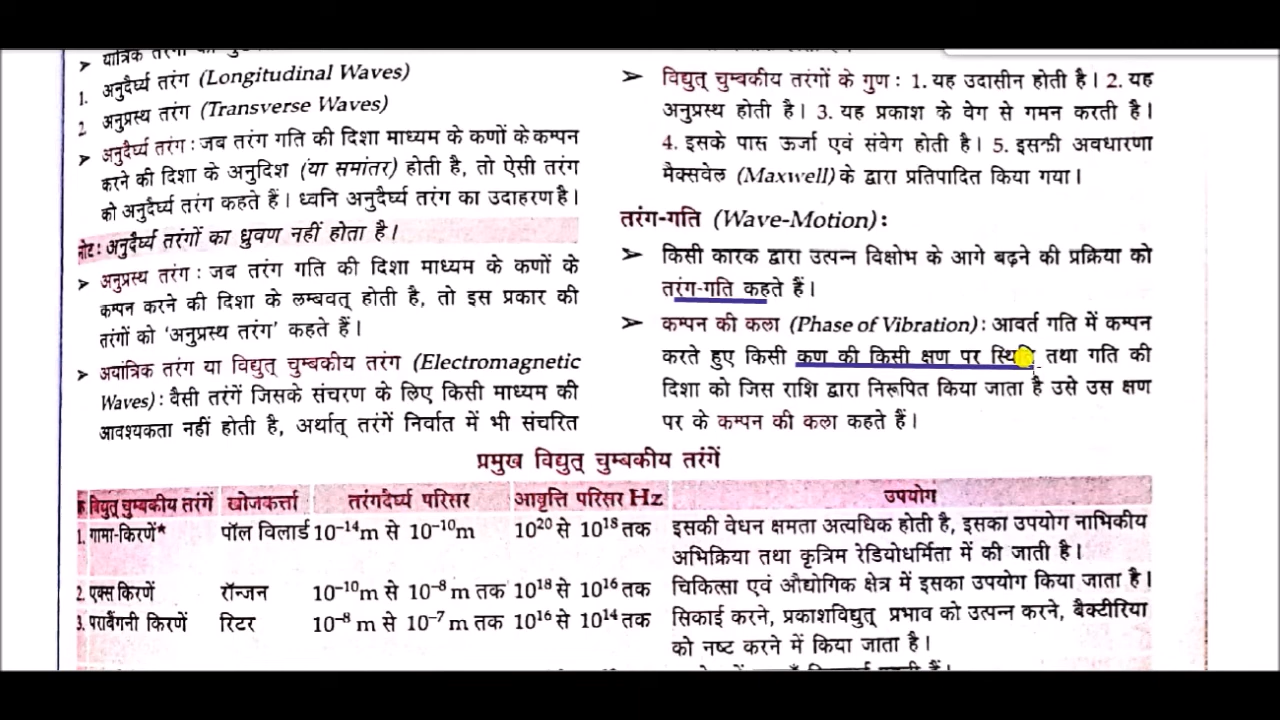 यांत्रिक
1. अनुदैर्घ्य तरंग (Longitudinal Waves)
2 अनुप्रस्थ तरंग (Transverse Waves)
➤ अनुदैर्घ्य तरंग : जब तरंग गति की दिशा माध्यम के कणों के कम्पन
करने की दिशा के अनुदिश (या समांतर) होती है, तो ऐसी तरंग
को अनुदैर्घ्य तरंग कहते हैं। ध्वनि अनुदैर्घ्य तरंग का उदाहरण है।
नोट : अनुदैर्घ्य तरंगों का ध्रुवण नहीं होता है।
➤ अनुप्रस्थ तरंग : जब तरंग गति की दिशा माध्यम के कणों के
कम्पन करने की दिशा के लम्बवत् होती है, तो इस प्रकार की
तरंगों को ‘अनुप्रस्थ तरंग’ कहते हैं।
➤ अयांत्रिक तरंग या विद्युत् चुम्बकीय तरंग (Electromagnetic
Waves) : वैसी तरंगें जिसके संचरण के लिए किसी माध्यम की
आवश्यकता नहीं होती है, अर्थात् तरंगें निर्वात में भी संचरित
➤ विद्युत् चुम्बकीय तरंगों के गुण : 1. यह उदासीन होती है। 2. यह
अनुप्रस्थ होती है। 3. यह प्रकाश के वेग से गमन करती है।
4. इसके पास ऊर्जा एवं संवेग होती है। 5. इसकी अवधारणा
मैक्सवेल (Maxwell) के द्वारा प्रतिपादित किया गया।
तरंग-गति (Wave-Motion) :
➤ किसी कारक द्वारा उत्पन्न विक्षोभ के आगे बढ़ने की प्रक्रिया को
तरंग-गति कहते हैं।
➤ कम्पन की कला (Phase of Vibration) : आवर्त गति में कम्पन
करते हुए किसी कण की किसी क्षण पर स्थिति तथा गति की
दिशा को जिस राशि द्वारा निरूपित किया जाता है उसे उस क्षण
पर के कम्पन की कला कहते हैं।
प्रमुख विद्युत् चुम्बकीय तरंगें
विद्युत् चुम्बकीय तरंगें खोजकर्त्ता तरंगदैर्घ्य परिसर आवृत्ति परिसर Hz उपयोग
1. गामा-किरणें* पॉल विलार्ड 10⁻¹⁴m से 10⁻¹⁰m 10²⁰ से 10¹⁸ तक इसकी वेधन क्षमता अत्यधिक होती है, इसका उपयोग नाभिकीय
अभिक्रिया तथा कृत्रिम रेडियोधर्मिता में की जाती है।
2. एक्स किरणें रॉन्जन 10⁻¹⁰m से 10⁻⁸ m तक 10¹⁸ से 10¹⁶ तक चिकित्सा एवं औद्योगिक क्षेत्र में इसका उपयोग किया जाता है।
3. पराबैंगनी किरणें रिटर 10⁻⁸ m से 10⁻⁷ m तक 10¹⁶ से 10¹⁴ तक सिकाई करने, प्रकाशविद्युत् प्रभाव को उत्पन्न करने, बैक्टीरिया
को नष्ट करने में किया जाता है।